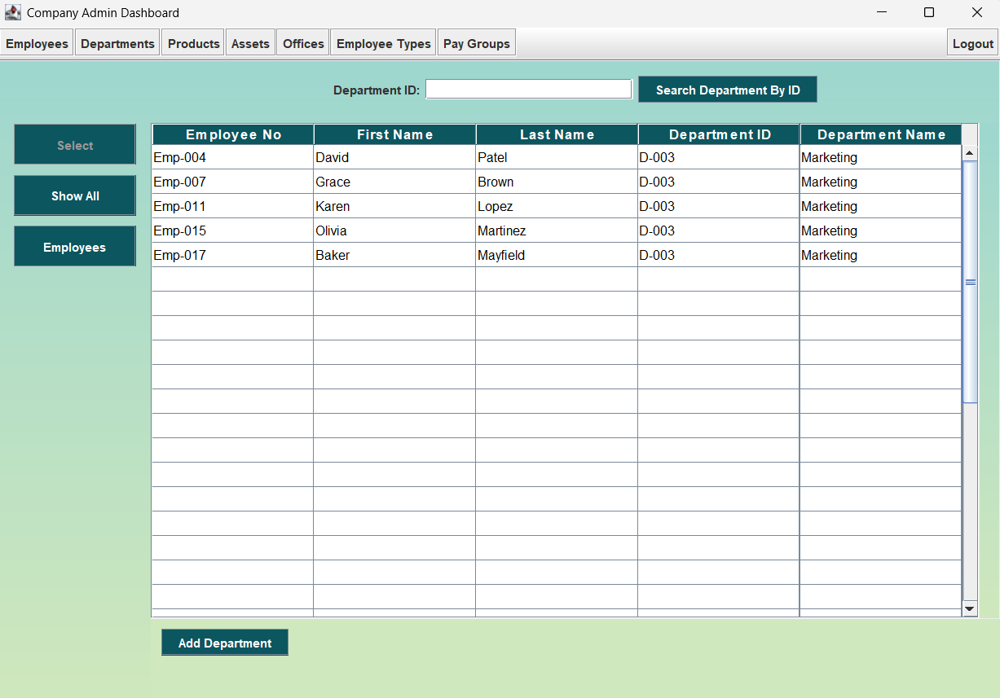 Company Admin Dashboard
Employees Departments Products Assets Offices Employee Types Pay Groups Logout
Department ID: Search Department By ID
Select
Show All
Employees
Employee No First Name Last Name Department ID Department Name
Emp-004 David Patel D-003 Marketing
Emp-007 Grace Brown D-003 Marketing
Emp-011 Karen Lopez D-003 Marketing
Emp-015 Olivia Martinez D-003 Marketing
Emp-017 Baker Mayfield D-003 Marketing
Add Department